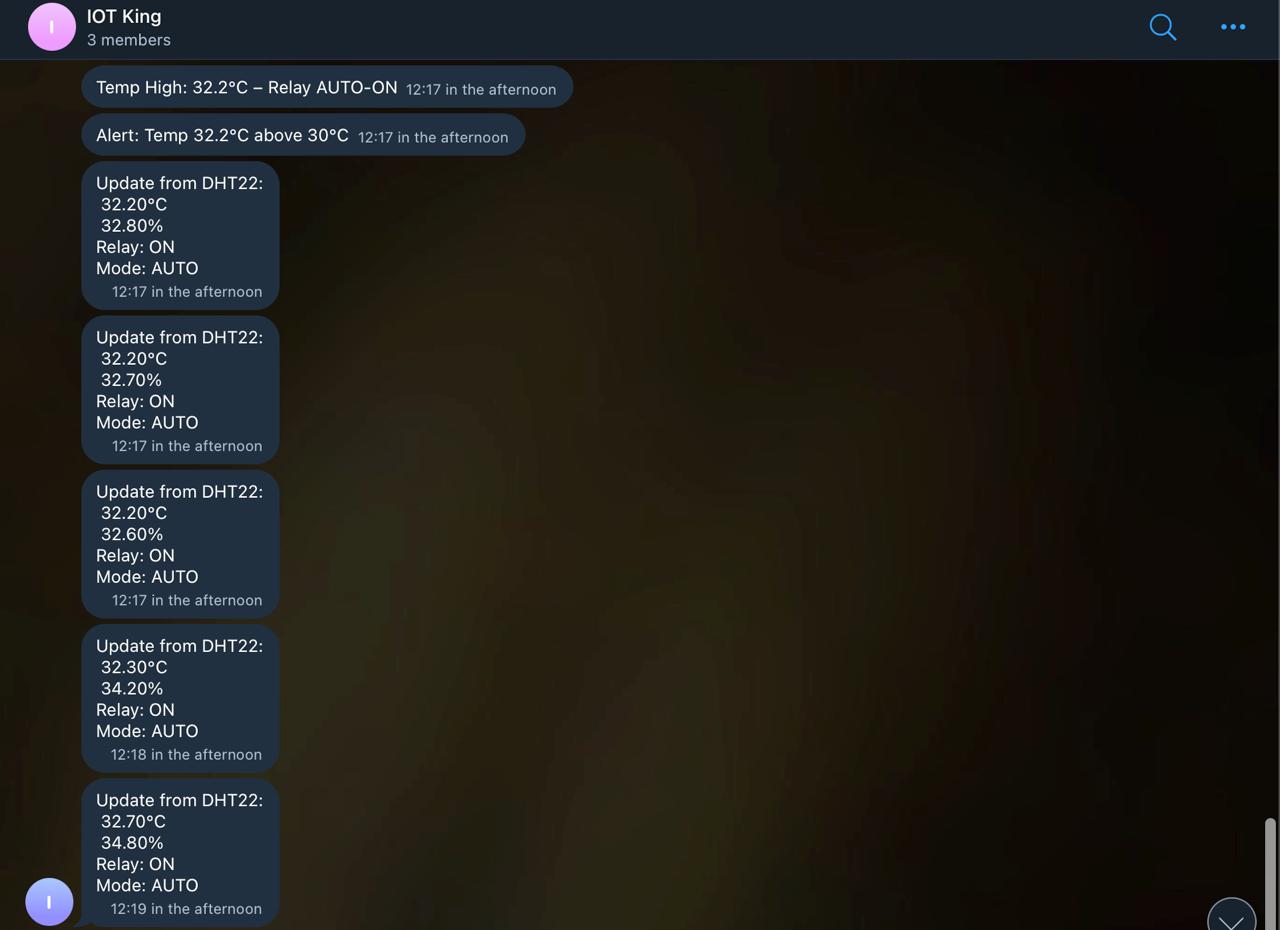 I
IOT King
3 members
Temp High: 32.2°C – Relay AUTO-ON 12:17 in the afternoon
Alert: Temp 32.2°C above 30°C 12:17 in the afternoon
Update from DHT22:
32.20°C
32.80%
Relay: ON
Mode: AUTO
12:17 in the afternoon
Update from DHT22:
32.20°C
32.70%
Relay: ON
Mode: AUTO
12:17 in the afternoon
Update from DHT22:
32.20°C
32.60%
Relay: ON
Mode: AUTO
12:17 in the afternoon
Update from DHT22:
32.30°C
34.20%
Relay: ON
Mode: AUTO
12:18 in the afternoon
Update from DHT22:
32.70°C
34.80%
Relay: ON
Mode: AUTO
12:19 in the afternoon
I